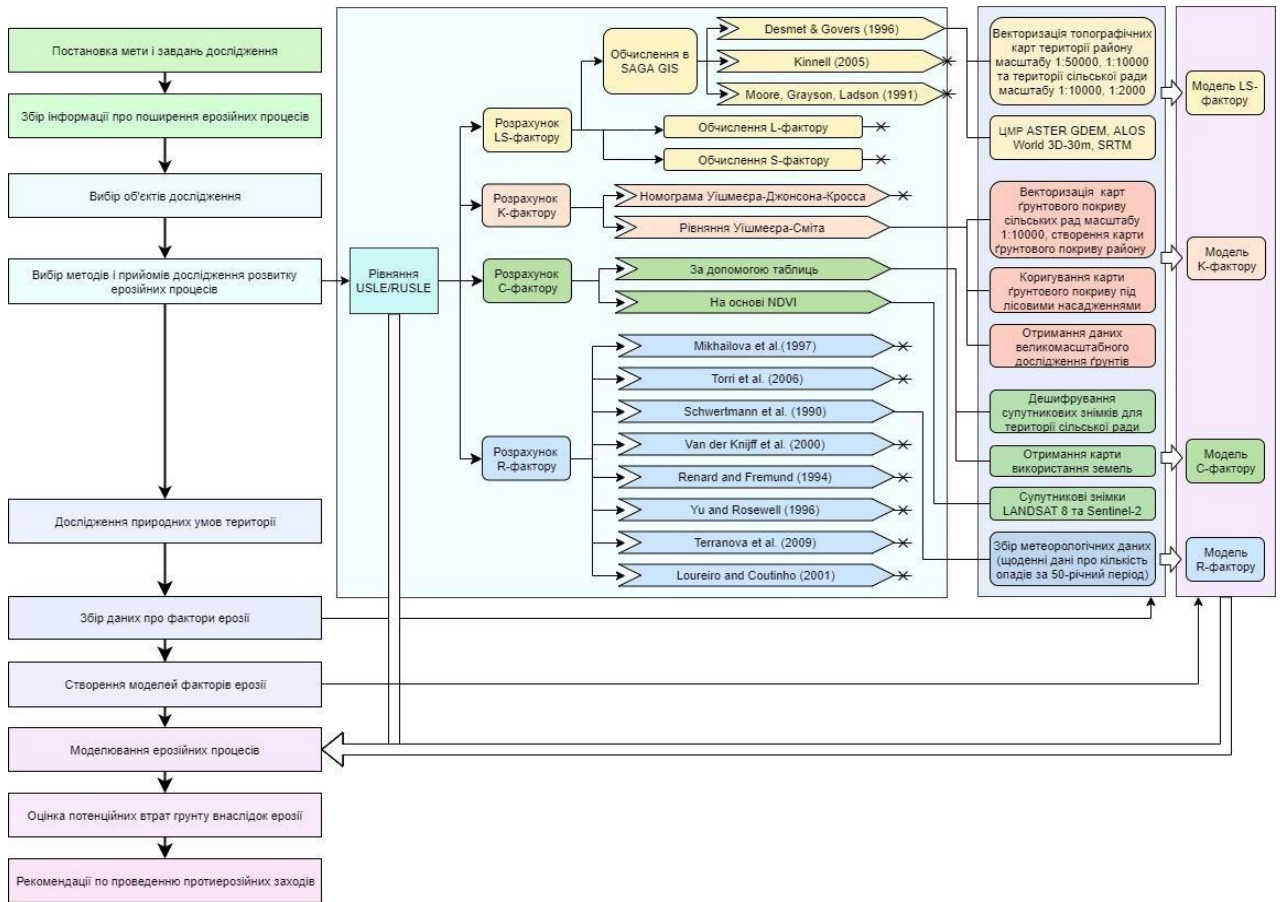 Постановка мети і завдань дослідження
Збір інформації про поширення ерозійних процесів
Вибір об'єктів дослідження
Вибір методів і прийомів дослідження розвитку
ерозійних процесів
Дослідження природних умов території
Збір даних про фактори ерозії
Створення моделей факторів ерозії
Моделювання ерозійних процесів
Оцінка потенційних втрат грунту внаслідок ерозії
Рекомендації по проведенню протиерозійних заходів
Рівняння
USLE/RUSLE
Розрахунок
LS-фактору
Обчислення в
SAGA GIS
Desmet & Govers (1996)
Kinnell (2005)
Moore, Grayson, Ladson (1991)
Обчислення L-фактору
Обчислення S-фактору
Розрахунок
K-фактору
Номограма Уішмеєра-Джонсона-Кросса
Рівняння Уішмеєра-Сміта
Розрахунок
C-фактору
За допомогою таблиць
На основі NDVI
Розрахунок
R-фактору
Mikhailova et al.(1997)
Torri et al. (2006)
Schwertmann et al. (1990)
Van der Knijff et al. (2000)
Renard and Fremund (1994)
Yu and Rosewell (1996)
Terranova et al. (2009)
Loureiro and Coutinho (2001)
Векторизація топографічних
карт території району
масштабу 1:50000, 1:10000
та території сільської ради
масштабу 1:10000, 1:2000
ЦМР ASTER GDEM, ALOS
World 3D-30m, SRTM
Векторизація карт
ґрунтового покриву
сільських рад масштабу
1:10000, створення карти
ґрунтового покриву району
Коригування карти
ґрунтового покриву під
лісовими насадженнями
Отримання даних
великомасштабного
дослідження ґрунтів
Дешифрування
супутникових знімків для
території сільської ради
Отримання карти
використання земель
Супутникові знімки
LANDSAT 8 та Sentinel-2
Збір метеорологічних даних
(щоденні дані про кількість
опадів за 50-річний період)
Модель LS-
фактору
Модель
K-фактору
Модель
C-фактору
Модель
R-фактору